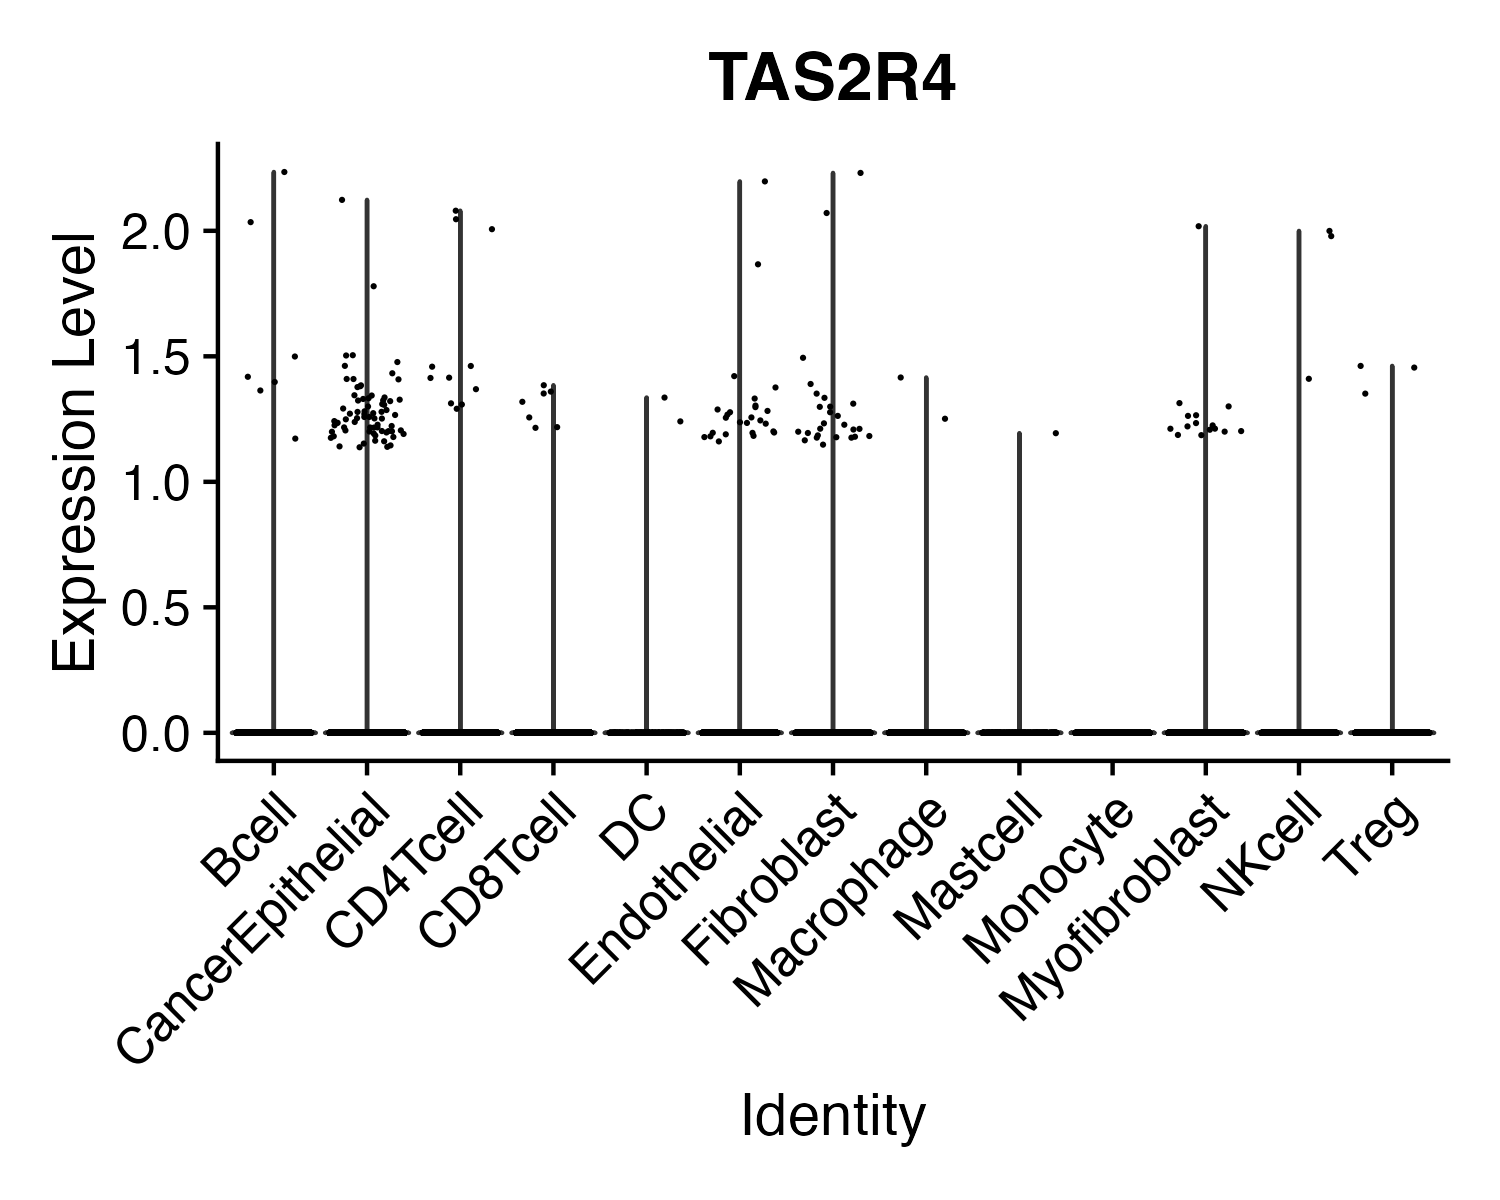 TAS2R4
Expression Level
2.0
1.5
1.0
0.5
0.0
Bcell
CancerEpithelial
CD4Tcell
CD8Tcell
DC
Endothelial
Fibroblast
Macrophage
Mastcell
Monocyte
Myofibroblast
NKcell
Treg
Identity